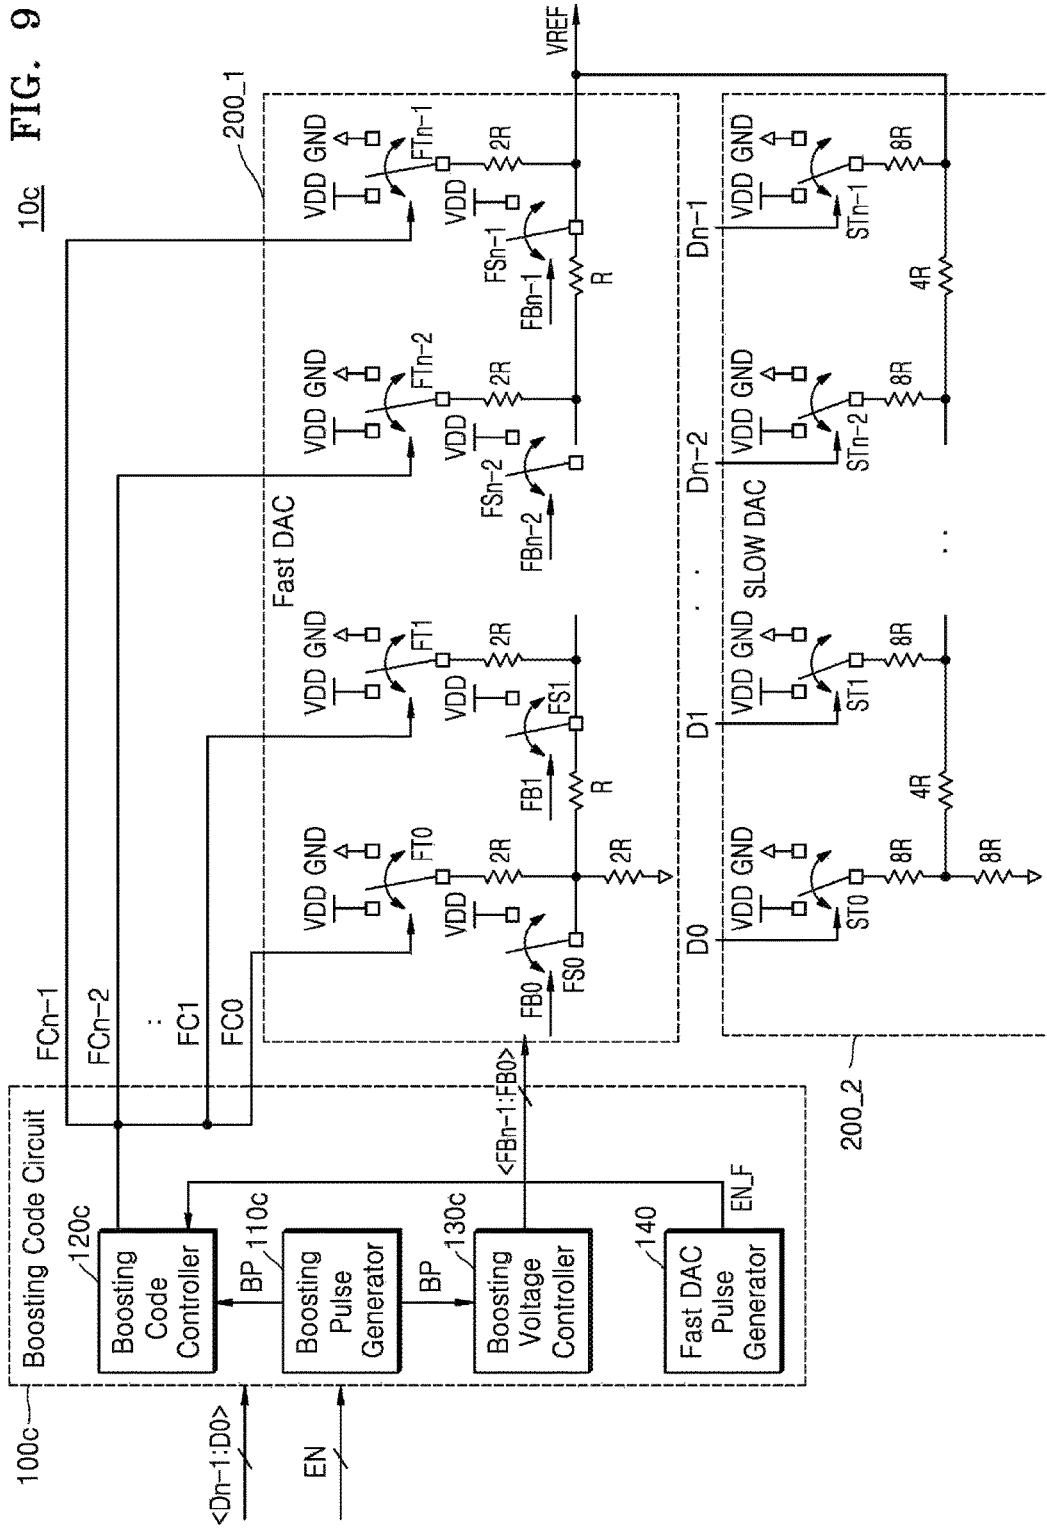 10c FIG. 9
100c
Boosting Code Circuit
<Dn-1:D0>
EN
120c
Boosting
Code
Controller
BP
110c
Boosting
Pulse
Generator
BP
130c
Boosting
Voltage
Controller
140
Fast DAC
Pulse
Generator
EN_F
<FBn-1:FB0>
FCn-1
FCn-2
:
FC1
FC0
200_1
Fast DAC
VDD GND
FT0
2R
VDD
FB0
FS0
2R
VDD GND
FT1
2R
VDD
FB1
FS1
R
VDD GND
FTn-2
2R
VDD
FSn-2
FBn-2
VDD GND
FTn-1
2R
VDD
FSn-1
FBn-1
R
VREF
D0
D1
. .
Dn-2
Dn-1
200_2
SLOW DAC
VDD GND
ST0
8R
8R
4R
VDD GND
ST1
8R
. .
VDD GND
STn-2
8R
4R
VDD GND
STn-1
8R